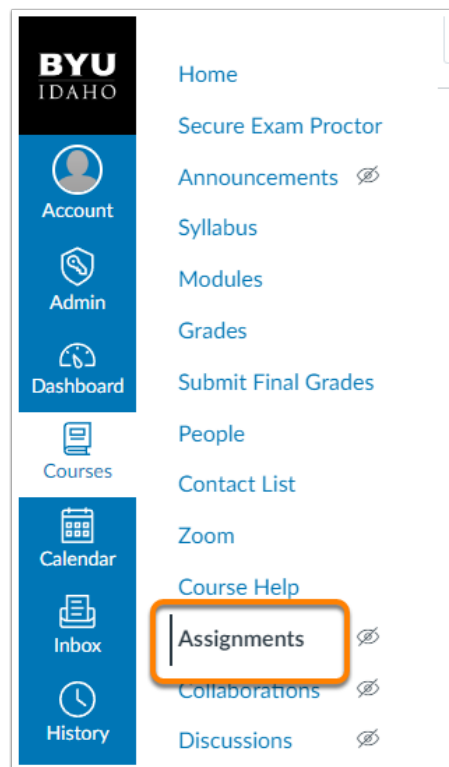 BYU
IDAHO
Account
Admin
Dashboard
Courses
Calendar
Inbox
History
Home
Secure Exam Proctor
Announcements
Syllabus
Modules
Grades
Submit Final Grades
People
Contact List
Zoom
Course Help
Assignments
Collaborations
Discussions